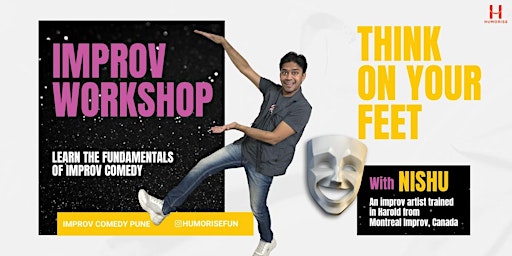 IMPROV
WORKSHOP
LEARN THE FUNDAMENTALS
OF IMPROV COMEDY
IMPROV COMEDY PUNE
@HUMORISEFUN
THINK
ON YOUR
FEET
With NISHU
An improv artist trained
in Harold from
Montreal Improv, Canada
H
HUMORISE